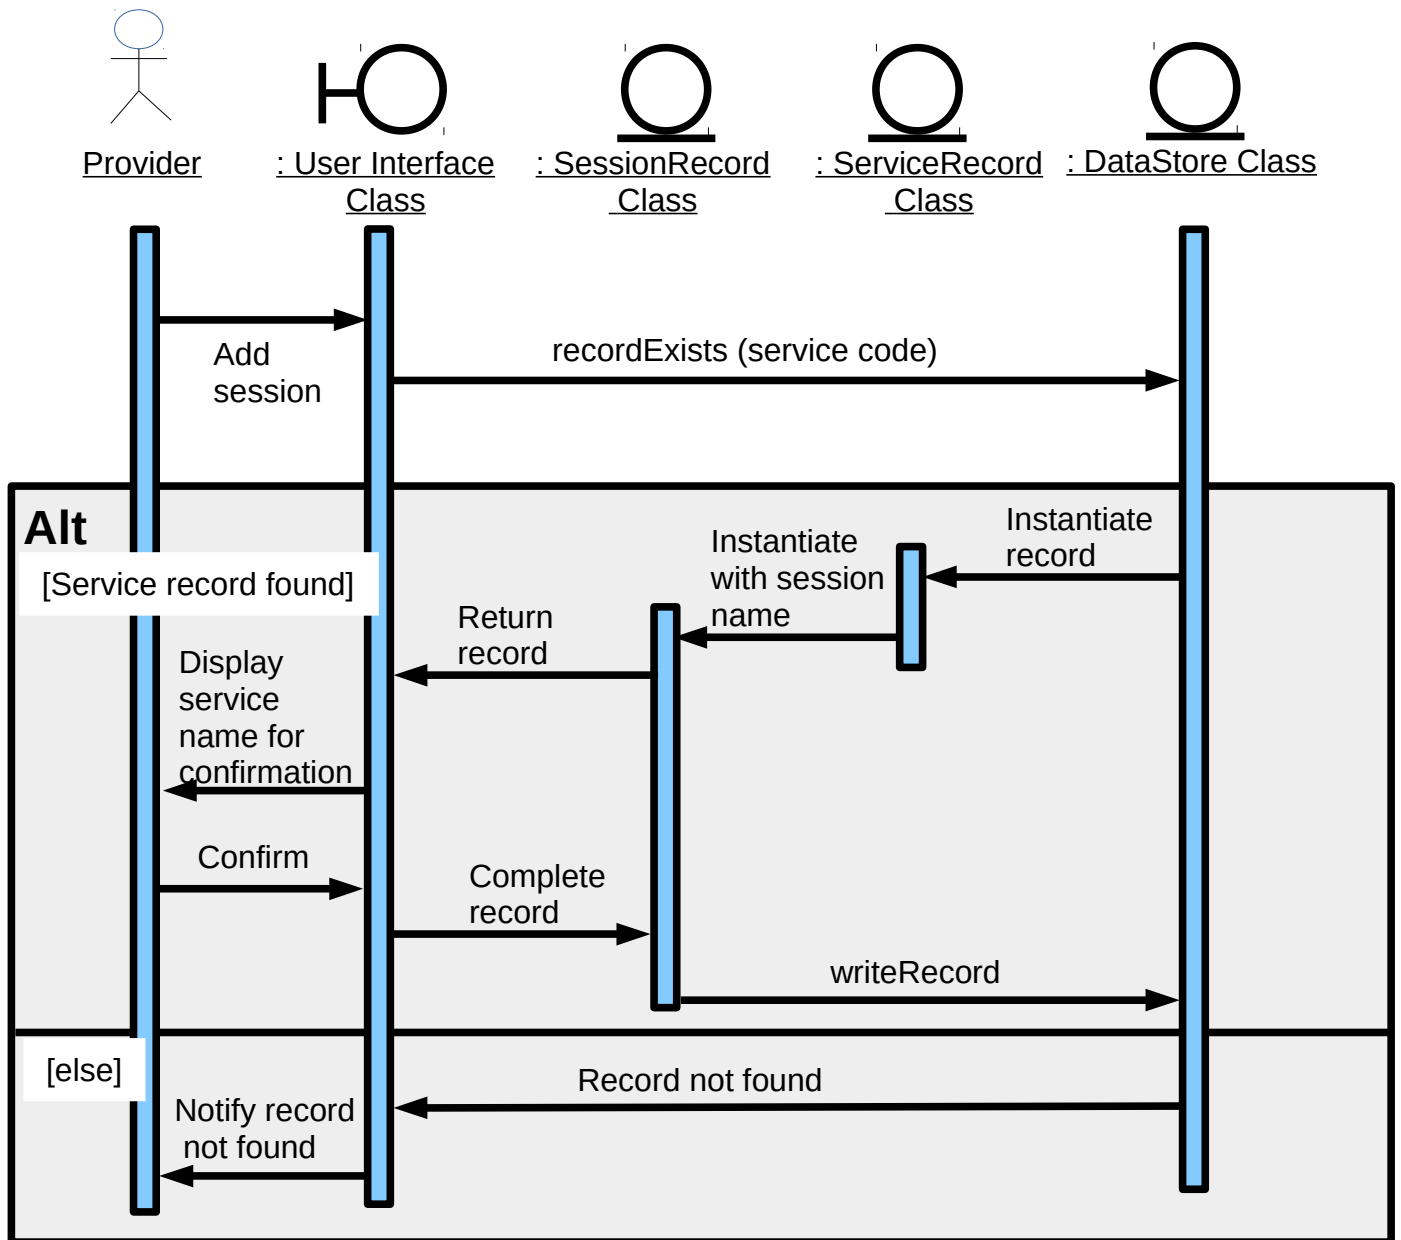 Provider
: User Interface
Class
: SessionRecord
Class
: ServiceRecord
Class
: DataStore Class
Add
session
recordExists (service code)
Alt
[Service record found]
Instantiate
record
Instantiate
with session
name
Return
record
Display
service
name for
confirmation
Confirm
Complete
record
writeRecord
[else]
Record not found
Notify record
not found